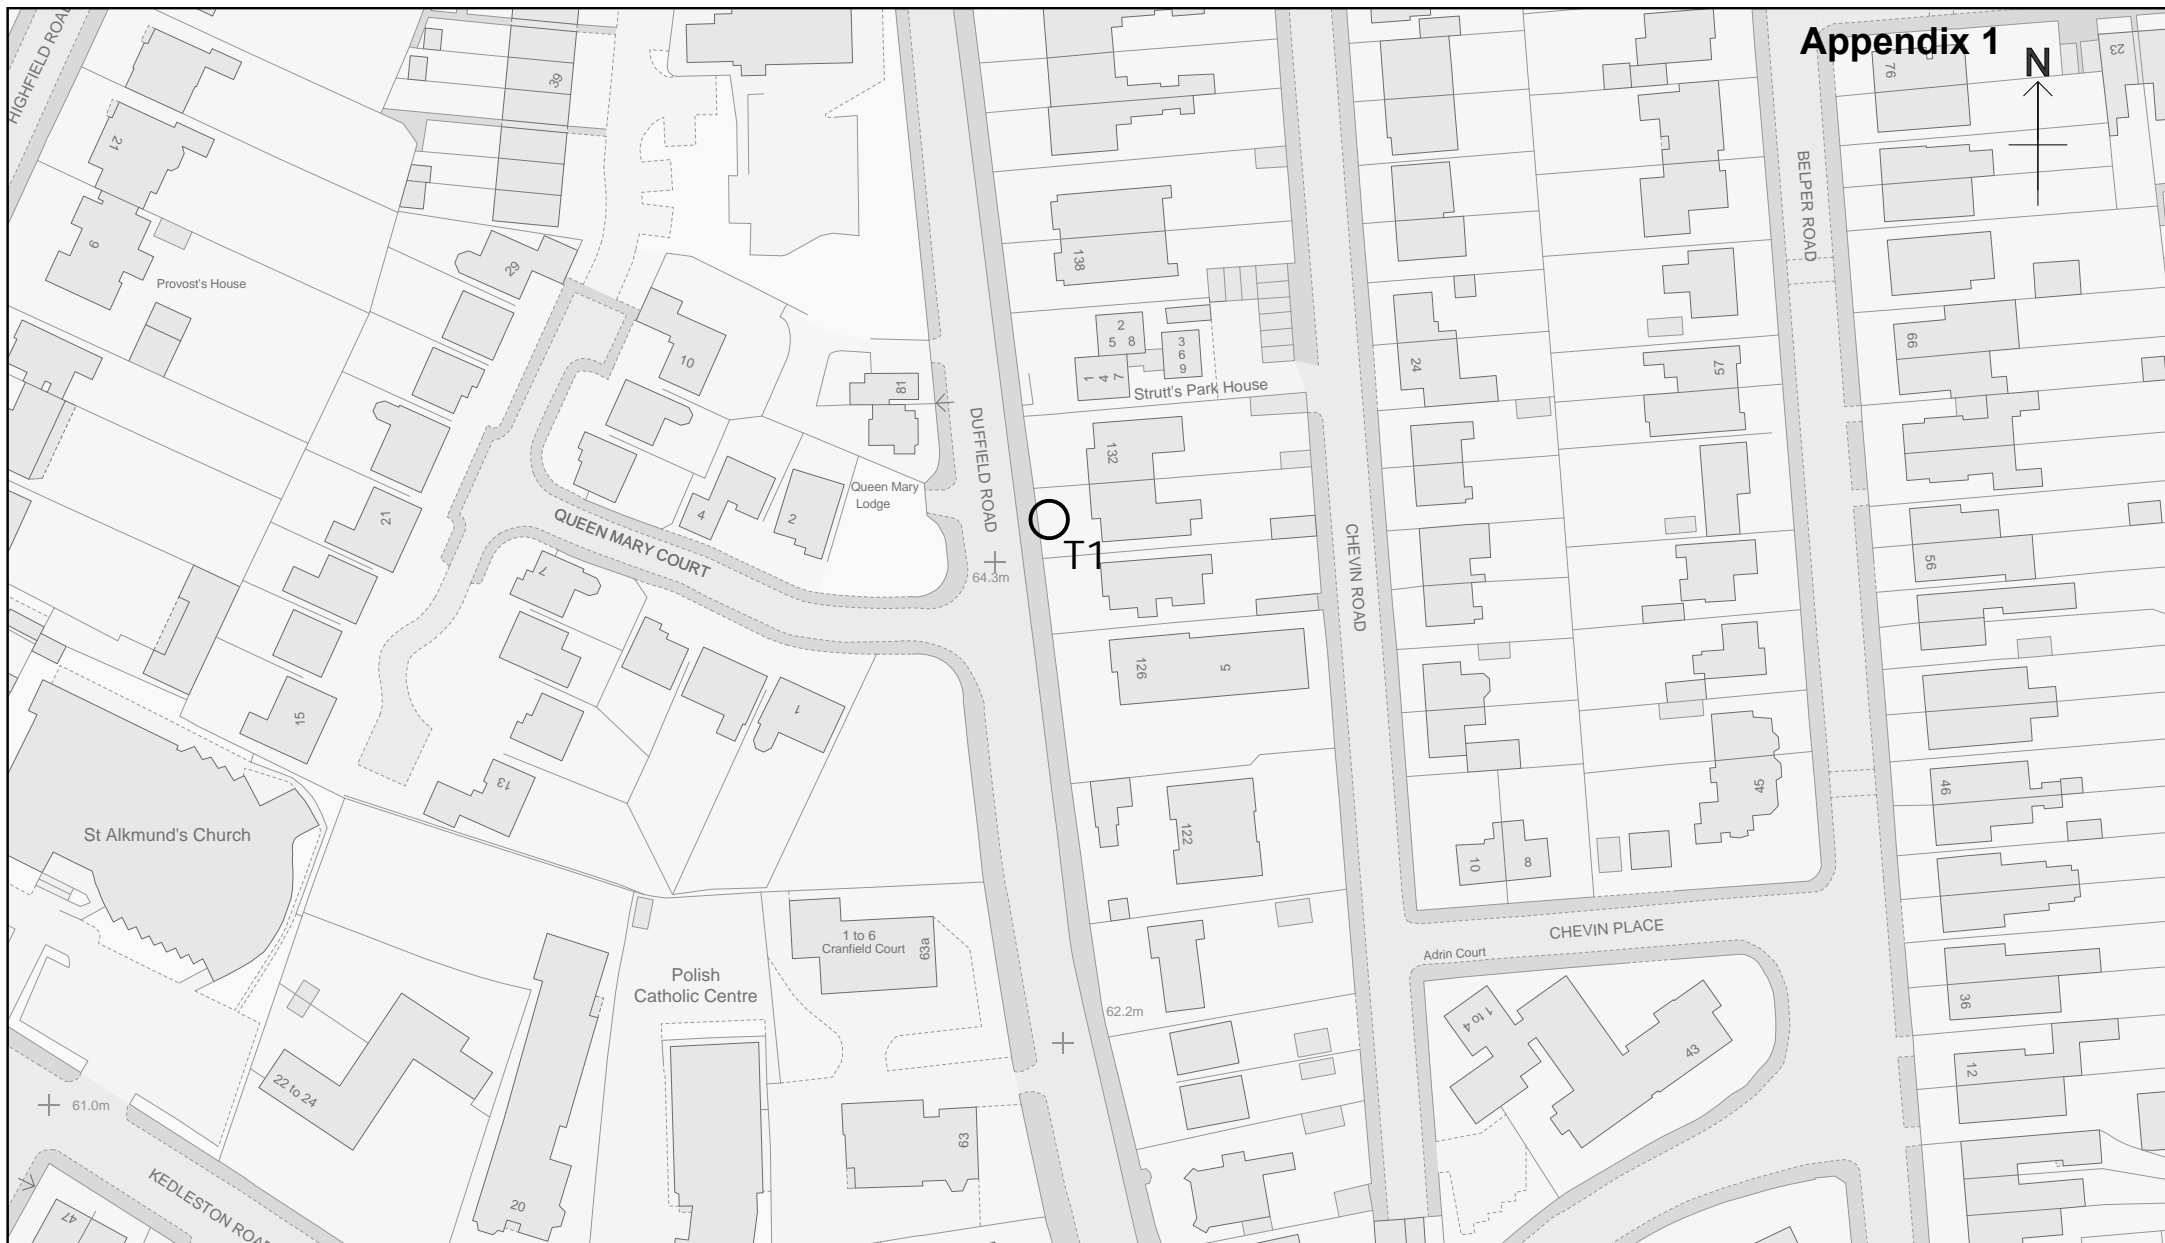 Appendix 1
N
HIGHFIELD ROAD
39
76
23
21
9
Provost's House
29
138
BELPER ROAD
10
2
5 8
3
6
9
1 4 7
Strutt's Park House
24
57
66
181
DUFFIELD ROAD
132
Queen Mary
Lodge
21
4
2
QUEEN MARY COURT
T1
64.3m
CHEVIN ROAD
56
7
126
5
15
1
13
122
45
46
St Alkmund's Church
10
8
1 to 6
Cranfield Court
63a
CHEVIN PLACE
Adrin Court
Polish
Catholic Centre
62.2m
1 to 4
43
36
12
22 to 24
61.0m
63
KEDLESTON ROAD
20
47